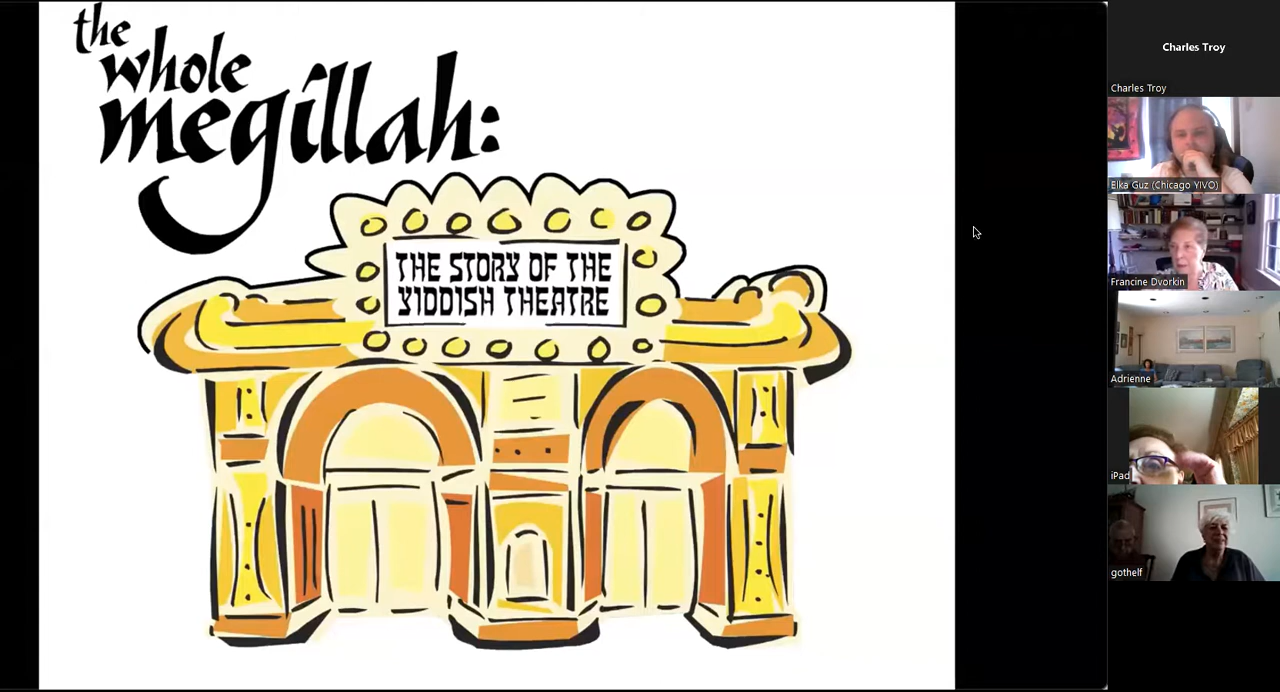 the
whole
megillah:
THE STORY OF THE
YIDDISH THEATRE
Charles Troy
Charles Troy
Elka Guz (Chicago YIVO)
Francine Dvorkin
Adrienne
iPad
gothelf